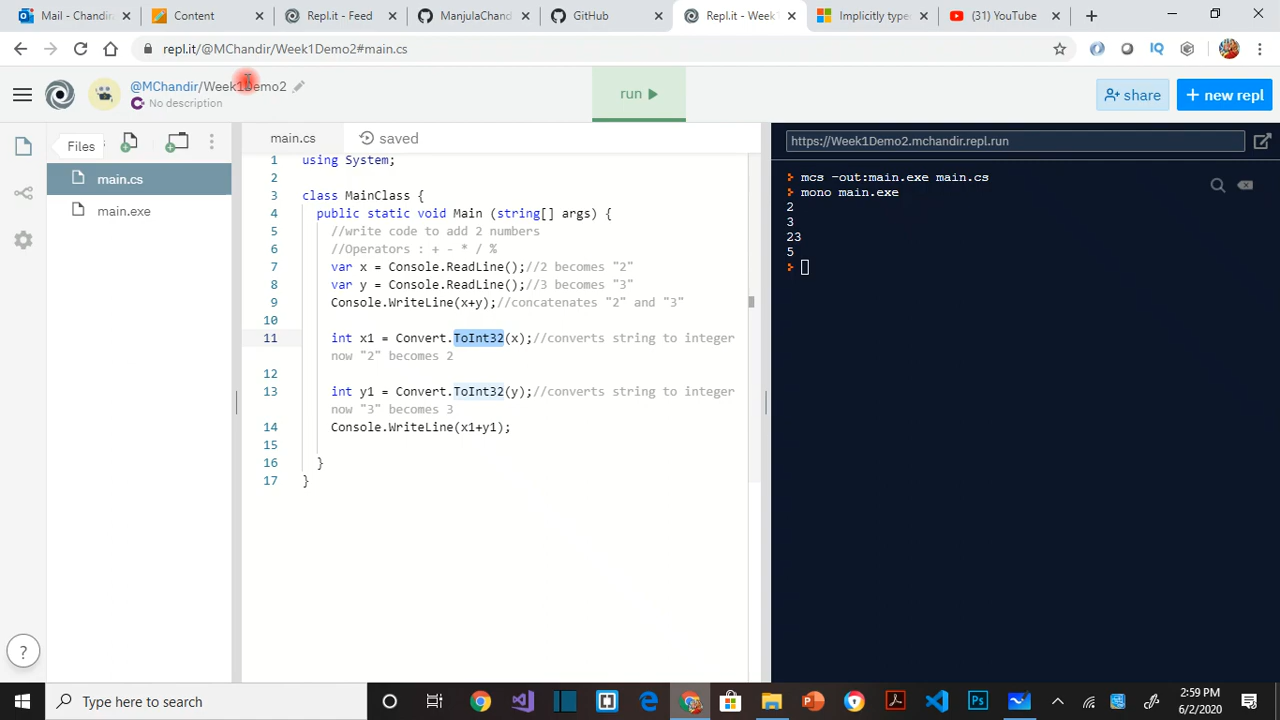 Mail - Chandir
Content
Repl.it - Feed
ManjulaChand
GitHub
Repl.it - Week
Implicitly type
(31) YouTube
repl.it/@MChandir/Week1Demo2#main.cs
@MChandir/Week1Demo2
No description
run
share
+ new repl
Files
main.cs
main.exe
main.cs
saved
1 using System;
2
3 class MainClass {
4 public static void Main (string[] args) {
5 //write code to add 2 numbers
6 //Operators : + - * / %
7 var x = Console.ReadLine();//2 becomes "2"
8 var y = Console.ReadLine();//3 becomes "3"
9 Console.WriteLine(x+y);//concatenates "2" and "3"
10
11 int x1 = Convert.ToInt32(x);//converts string to integer
now "2" becomes 2
12
13 int y1 = Convert.ToInt32(y);//converts string to integer
now "3" becomes 3
14 Console.WriteLine(x1+y1);
15
16 }
17 }
https://Week1Demo2.mchandir.repl.run
mcs -out:main.exe main.cs
mono main.exe
2
3
23
5
?
Type here to search
2:59 PM
6/2/2020